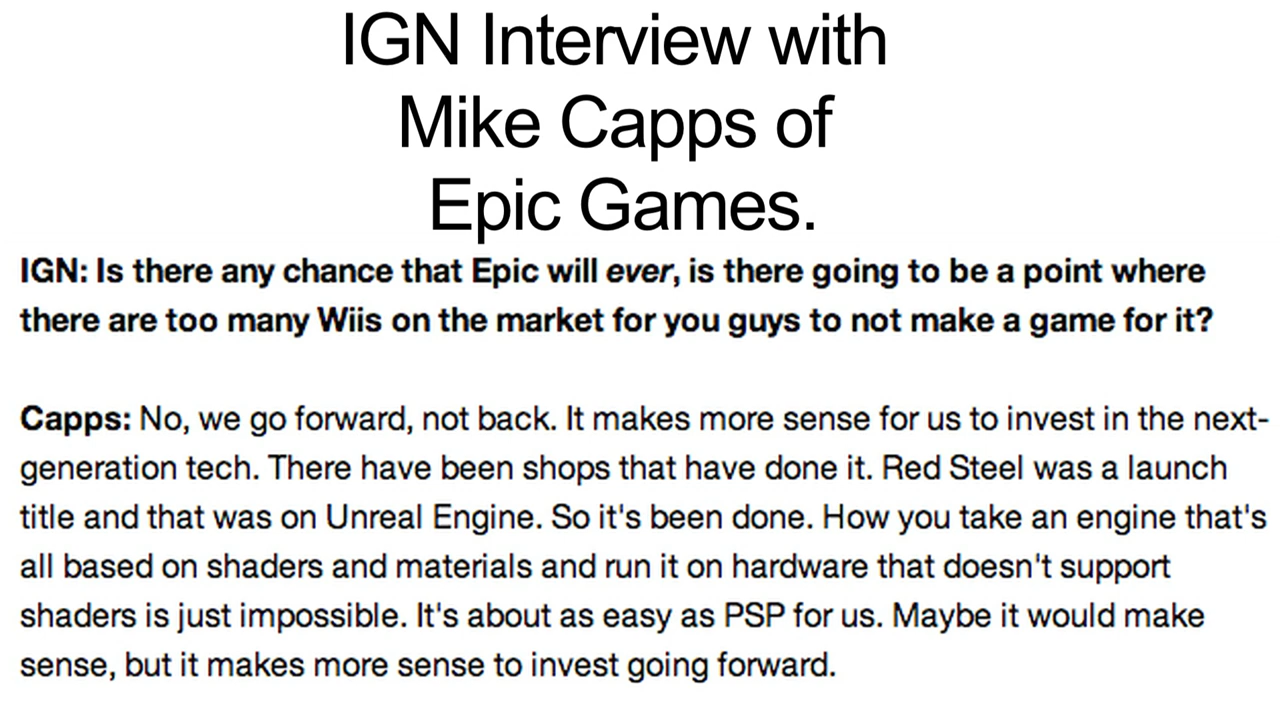 IGN Interview with
Mike Capps of
Epic Games.
IGN: Is there any chance that Epic will ever, is there going to be a point where
there are too many Wiis on the market for you guys to not make a game for it?
Capps: No, we go forward, not back. It makes more sense for us to invest in the next-
generation tech. There have been shops that have done it. Red Steel was a launch
title and that was on Unreal Engine. So it's been done. How you take an engine that's
all based on shaders and materials and run it on hardware that doesn't support
shaders is just impossible. It's about as easy as PSP for us. Maybe it would make
sense, but it makes more sense to invest going forward.